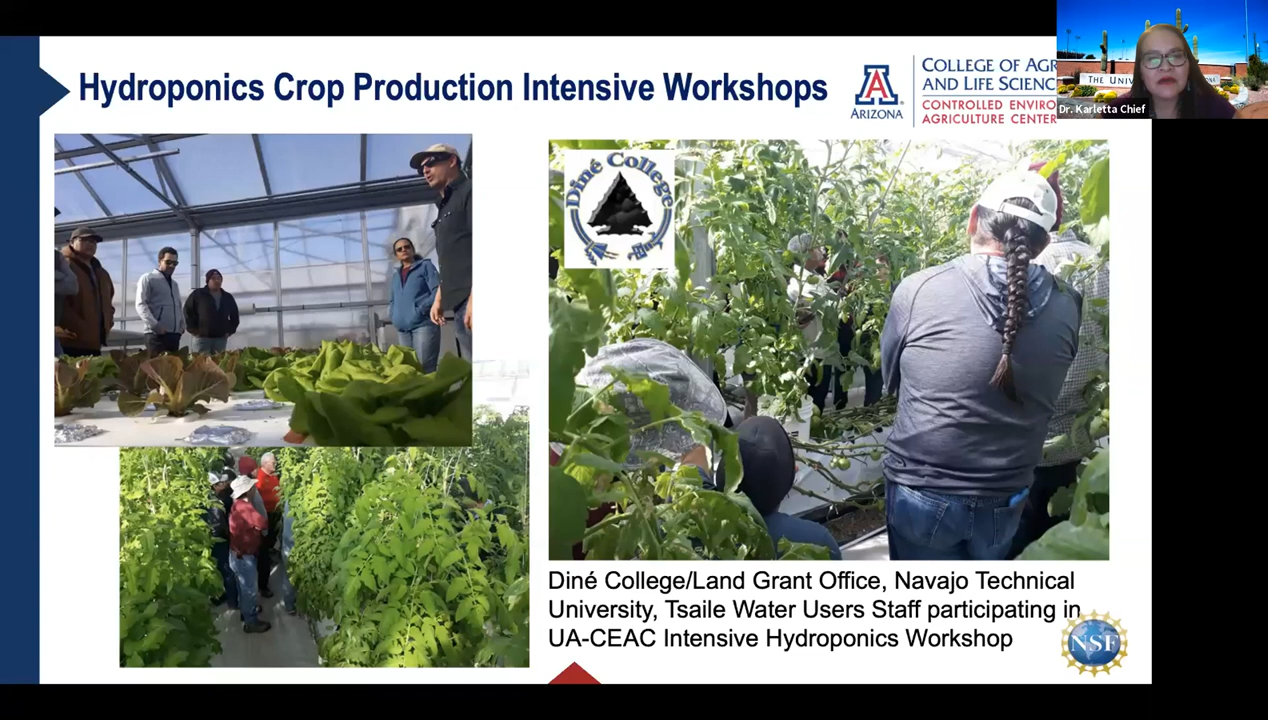 Hydroponics Crop Production Intensive Workshops
ARIZONA
COLLEGE OF AGR
AND LIFE SCIENC
CONTROLLED ENVIRO
AGRICULTURE CENTER
THE UNIV
Dr. Karletta Chief
Diné College
Diné College/Land Grant Office, Navajo Technical
University, Tsaile Water Users Staff participating in
UA-CEAC Intensive Hydroponics Workshop
NSF